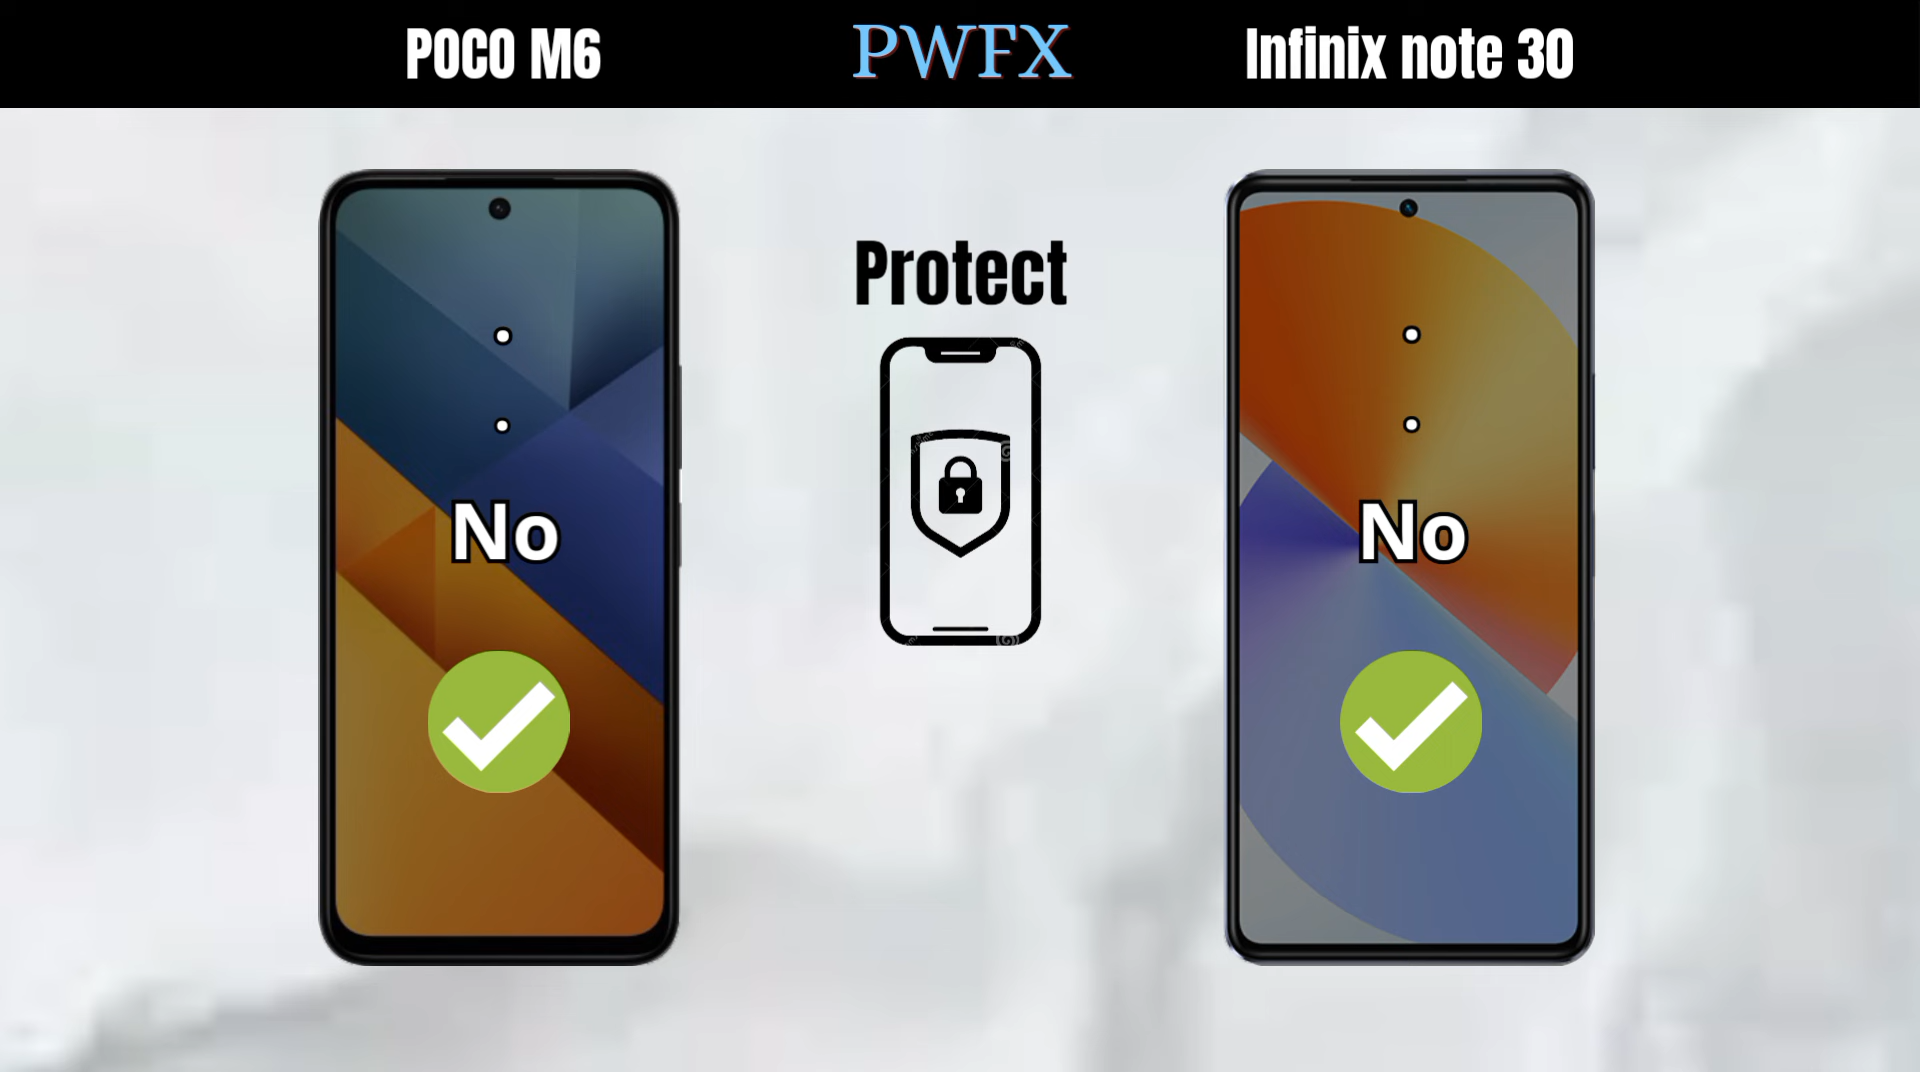 POCO M6
PWFX
Infinix note 30
Protect
No
No